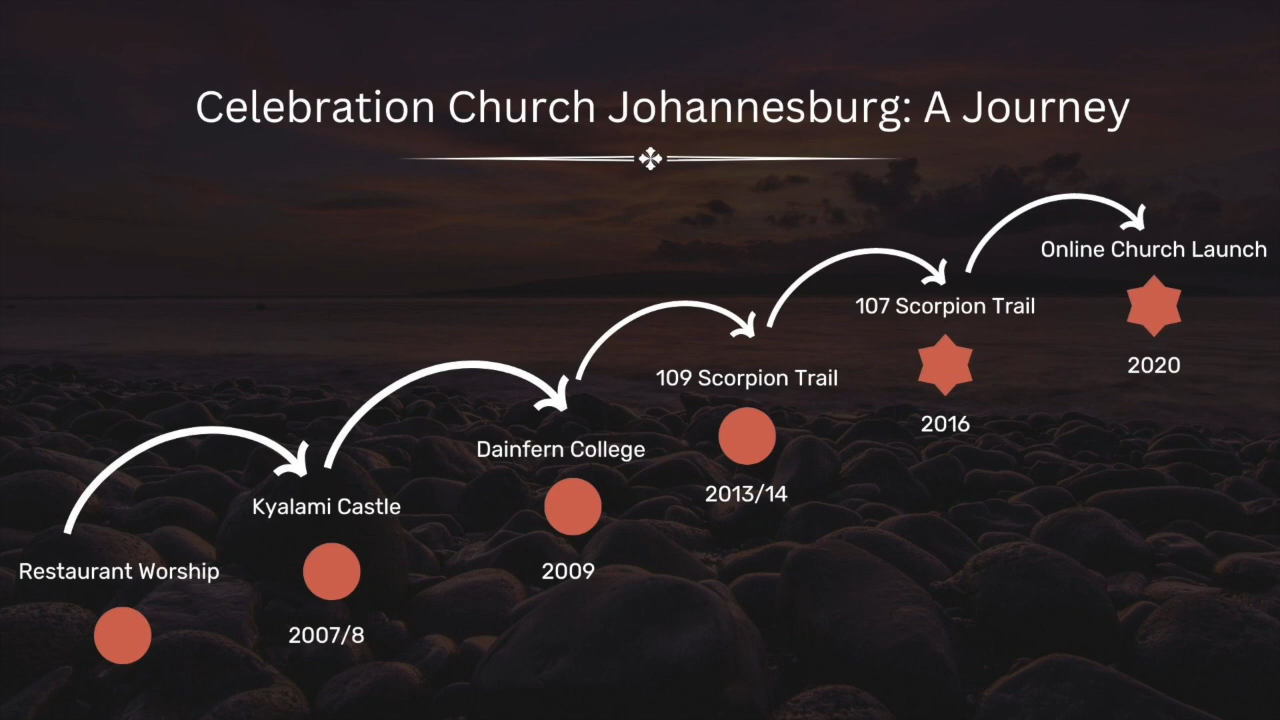 Celebration Church Johannesburg: A Journey
Restaurant Worship
Kyalami Castle
2007/8
Dainfern College
2009
109 Scorpion Trail
2013/14
107 Scorpion Trail
2016
Online Church Launch
2020